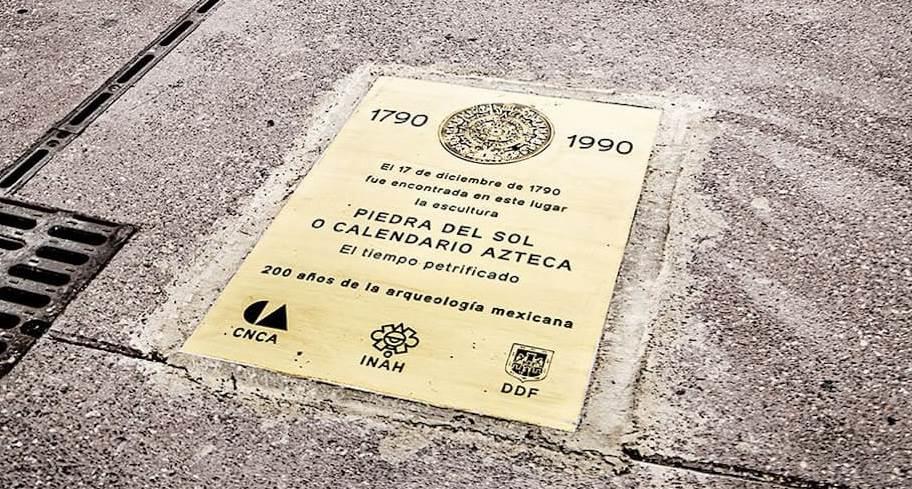 1790 1990
El 17 de diciembre de 1790
fue encontrada en este lugar
la escultura
PIEDRA DEL SOL
O CALENDARIO AZTECA
El tiempo petrificado
200 años de la arqueología mexicana
CNCA INAH DDF